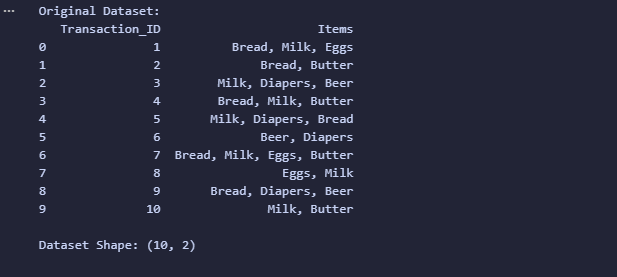 Original Dataset:
Transaction_ID Items
0 1 Bread, Milk, Eggs
1 2 Bread, Butter
2 3 Milk, Diapers, Beer
3 4 Bread, Milk, Butter
4 5 Milk, Diapers, Bread
5 6 Beer, Diapers
6 7 Bread, Milk, Eggs, Butter
7 8 Eggs, Milk
8 9 Bread, Diapers, Beer
9 10 Milk, Butter
Dataset Shape: (10, 2)